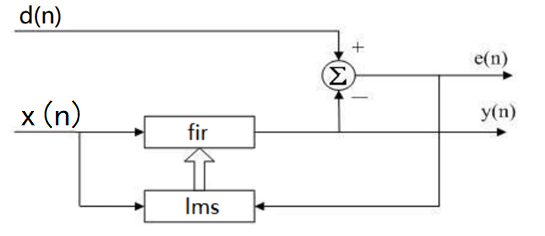 d(n)
+
Σ
e(n)
—
y(n)
x (n)
fir
lms